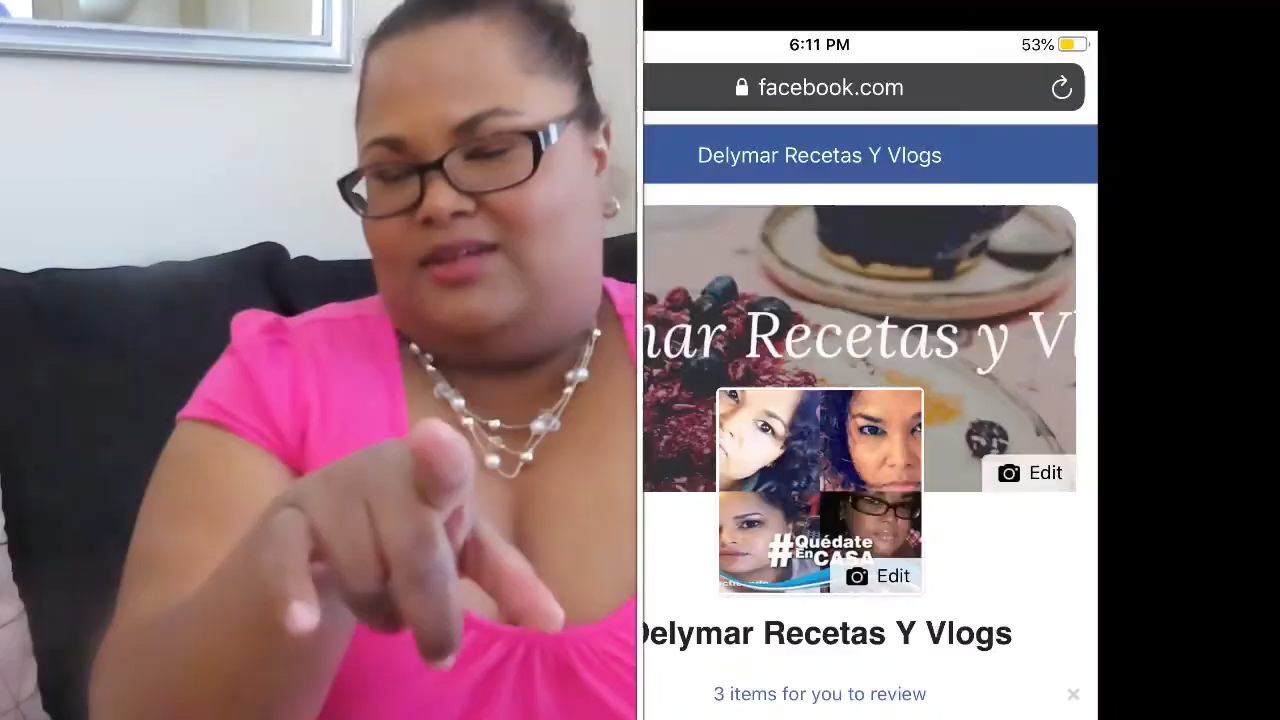 6:11 PM
53%
facebook.com
Delymar Recetas Y Vlogs
Recetas y
Edit
#Quédate
En CASA
Edit
Delymar Recetas Y Vlogs
3 items for you to review